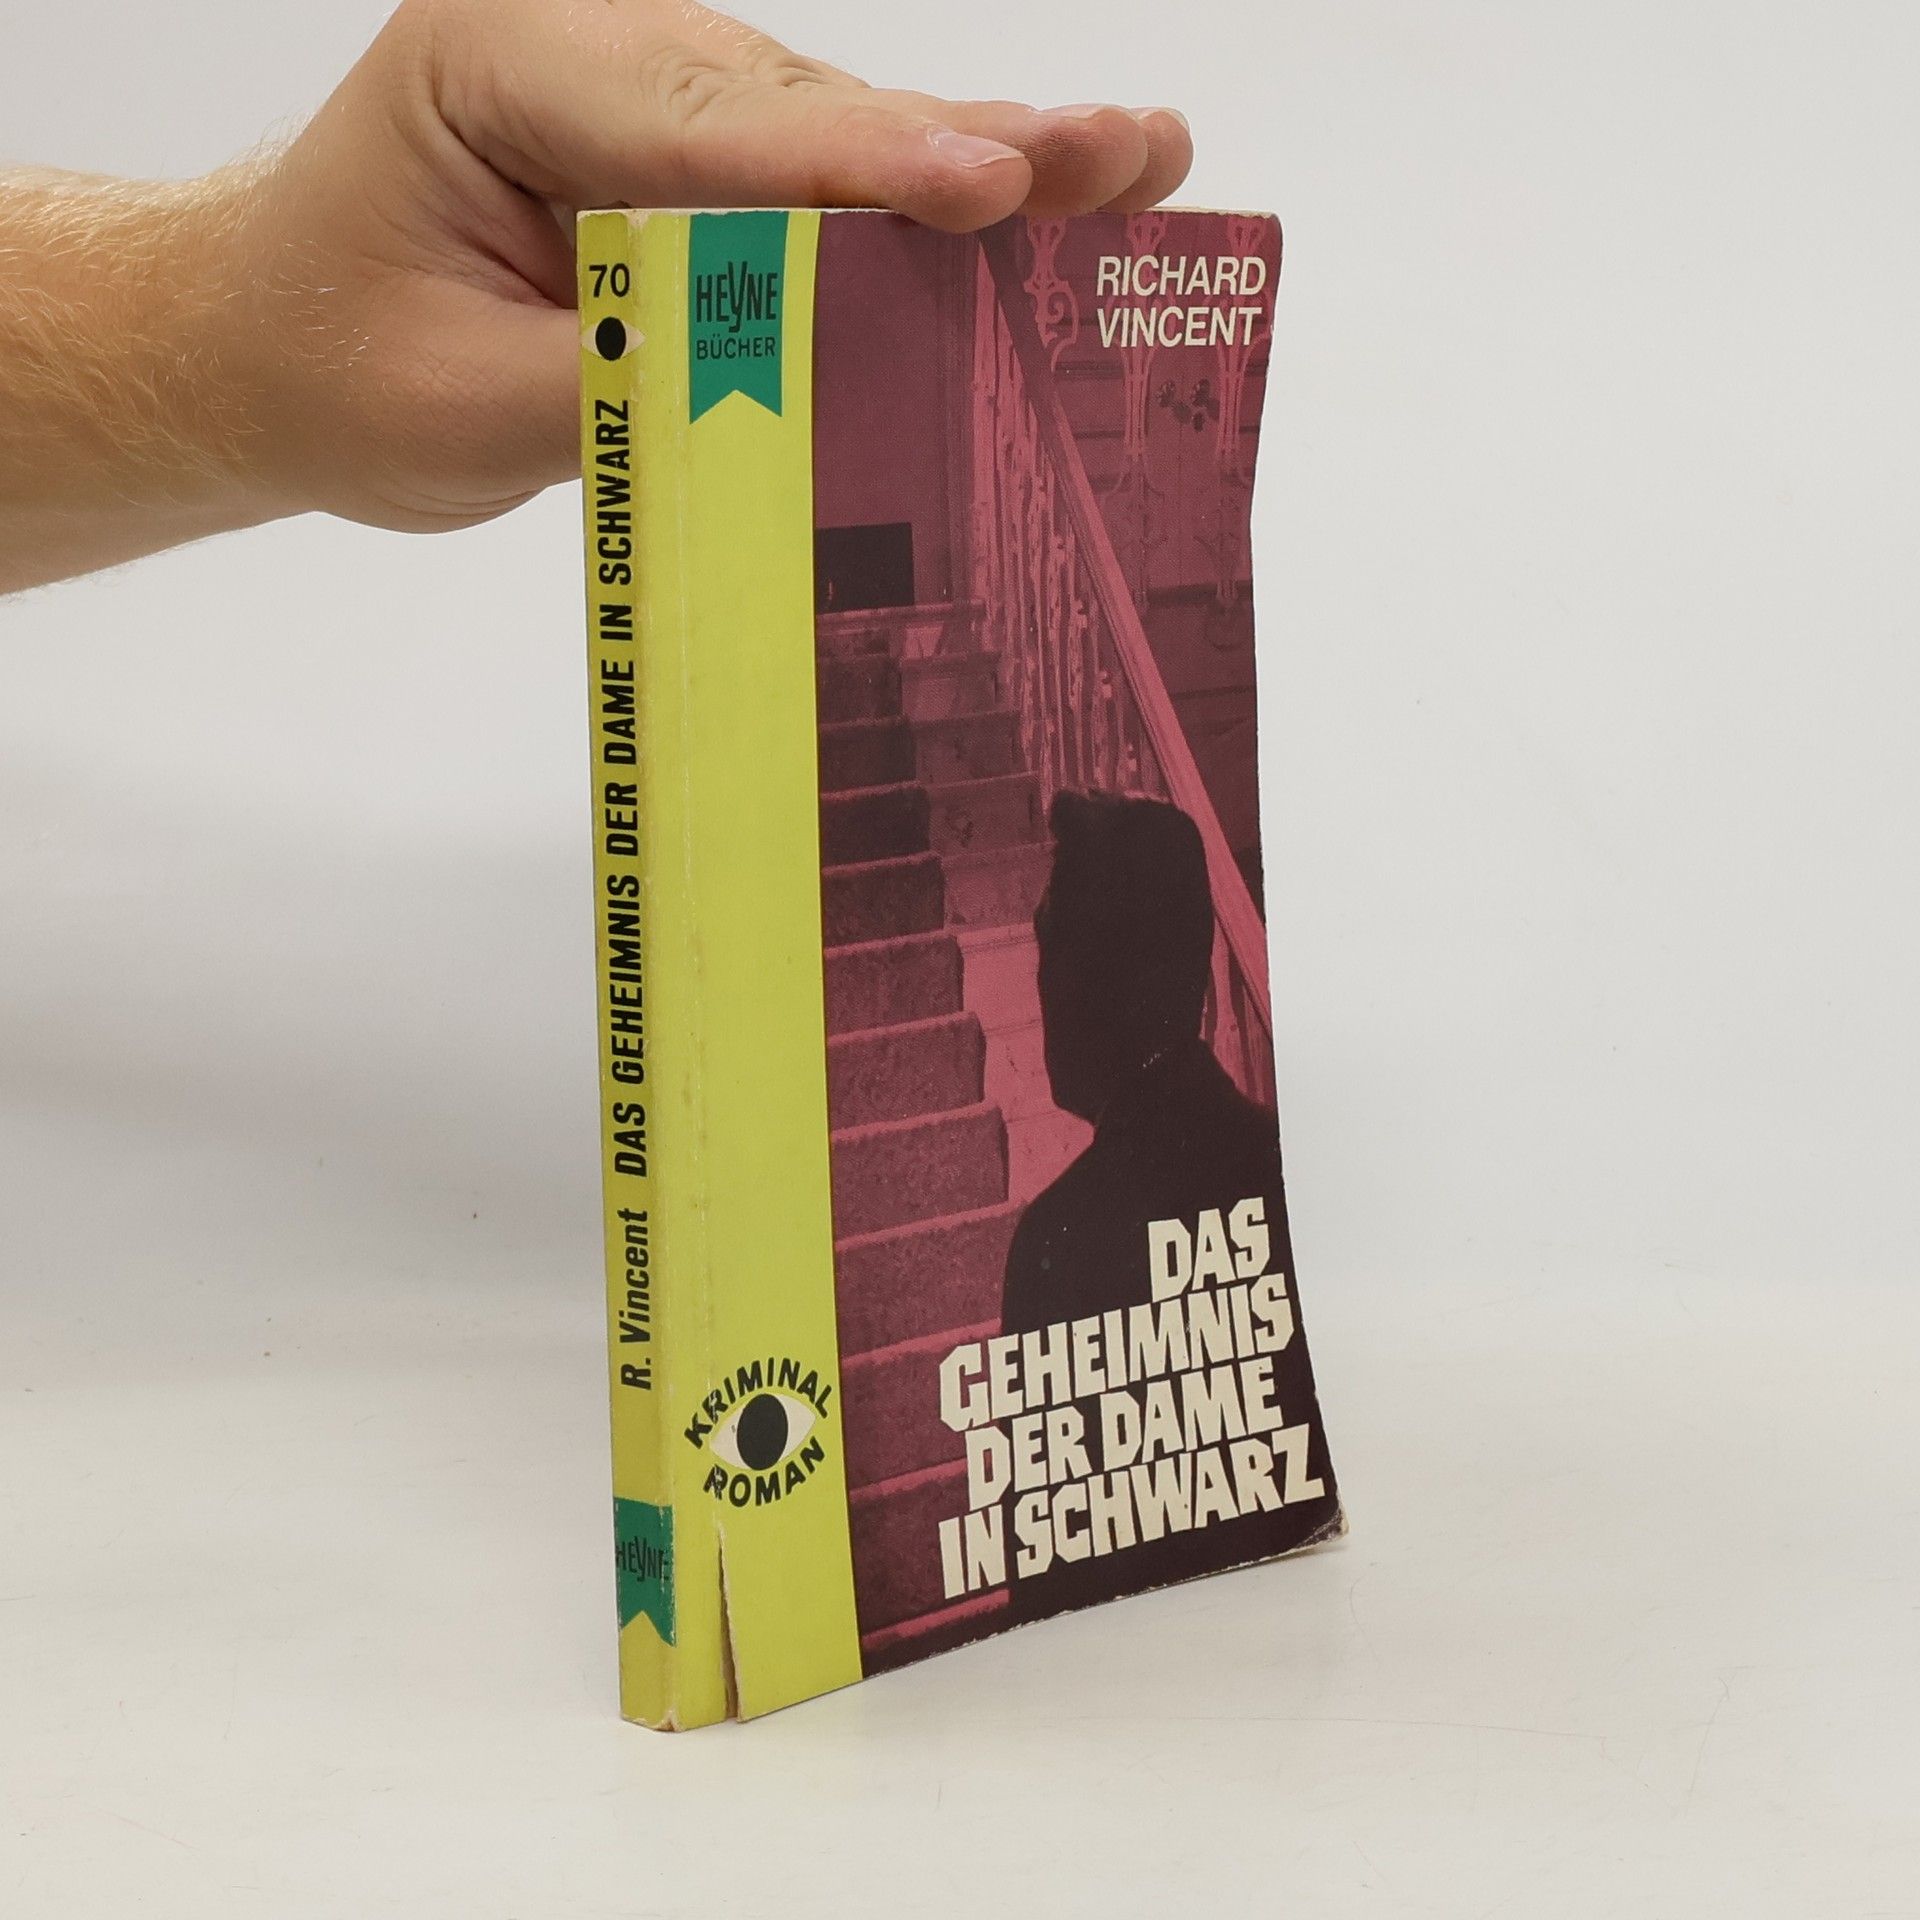 70
DAS GEHEIMNIS DER DAME IN SCHWARZ
R. Vincent
HEYNE
HEYNE
BÜCHER
KRIMINAL
ROMAN
RICHARD
VINCENT
DAS
GEHEIMNIS
DER DAME
IN SCHWARZ